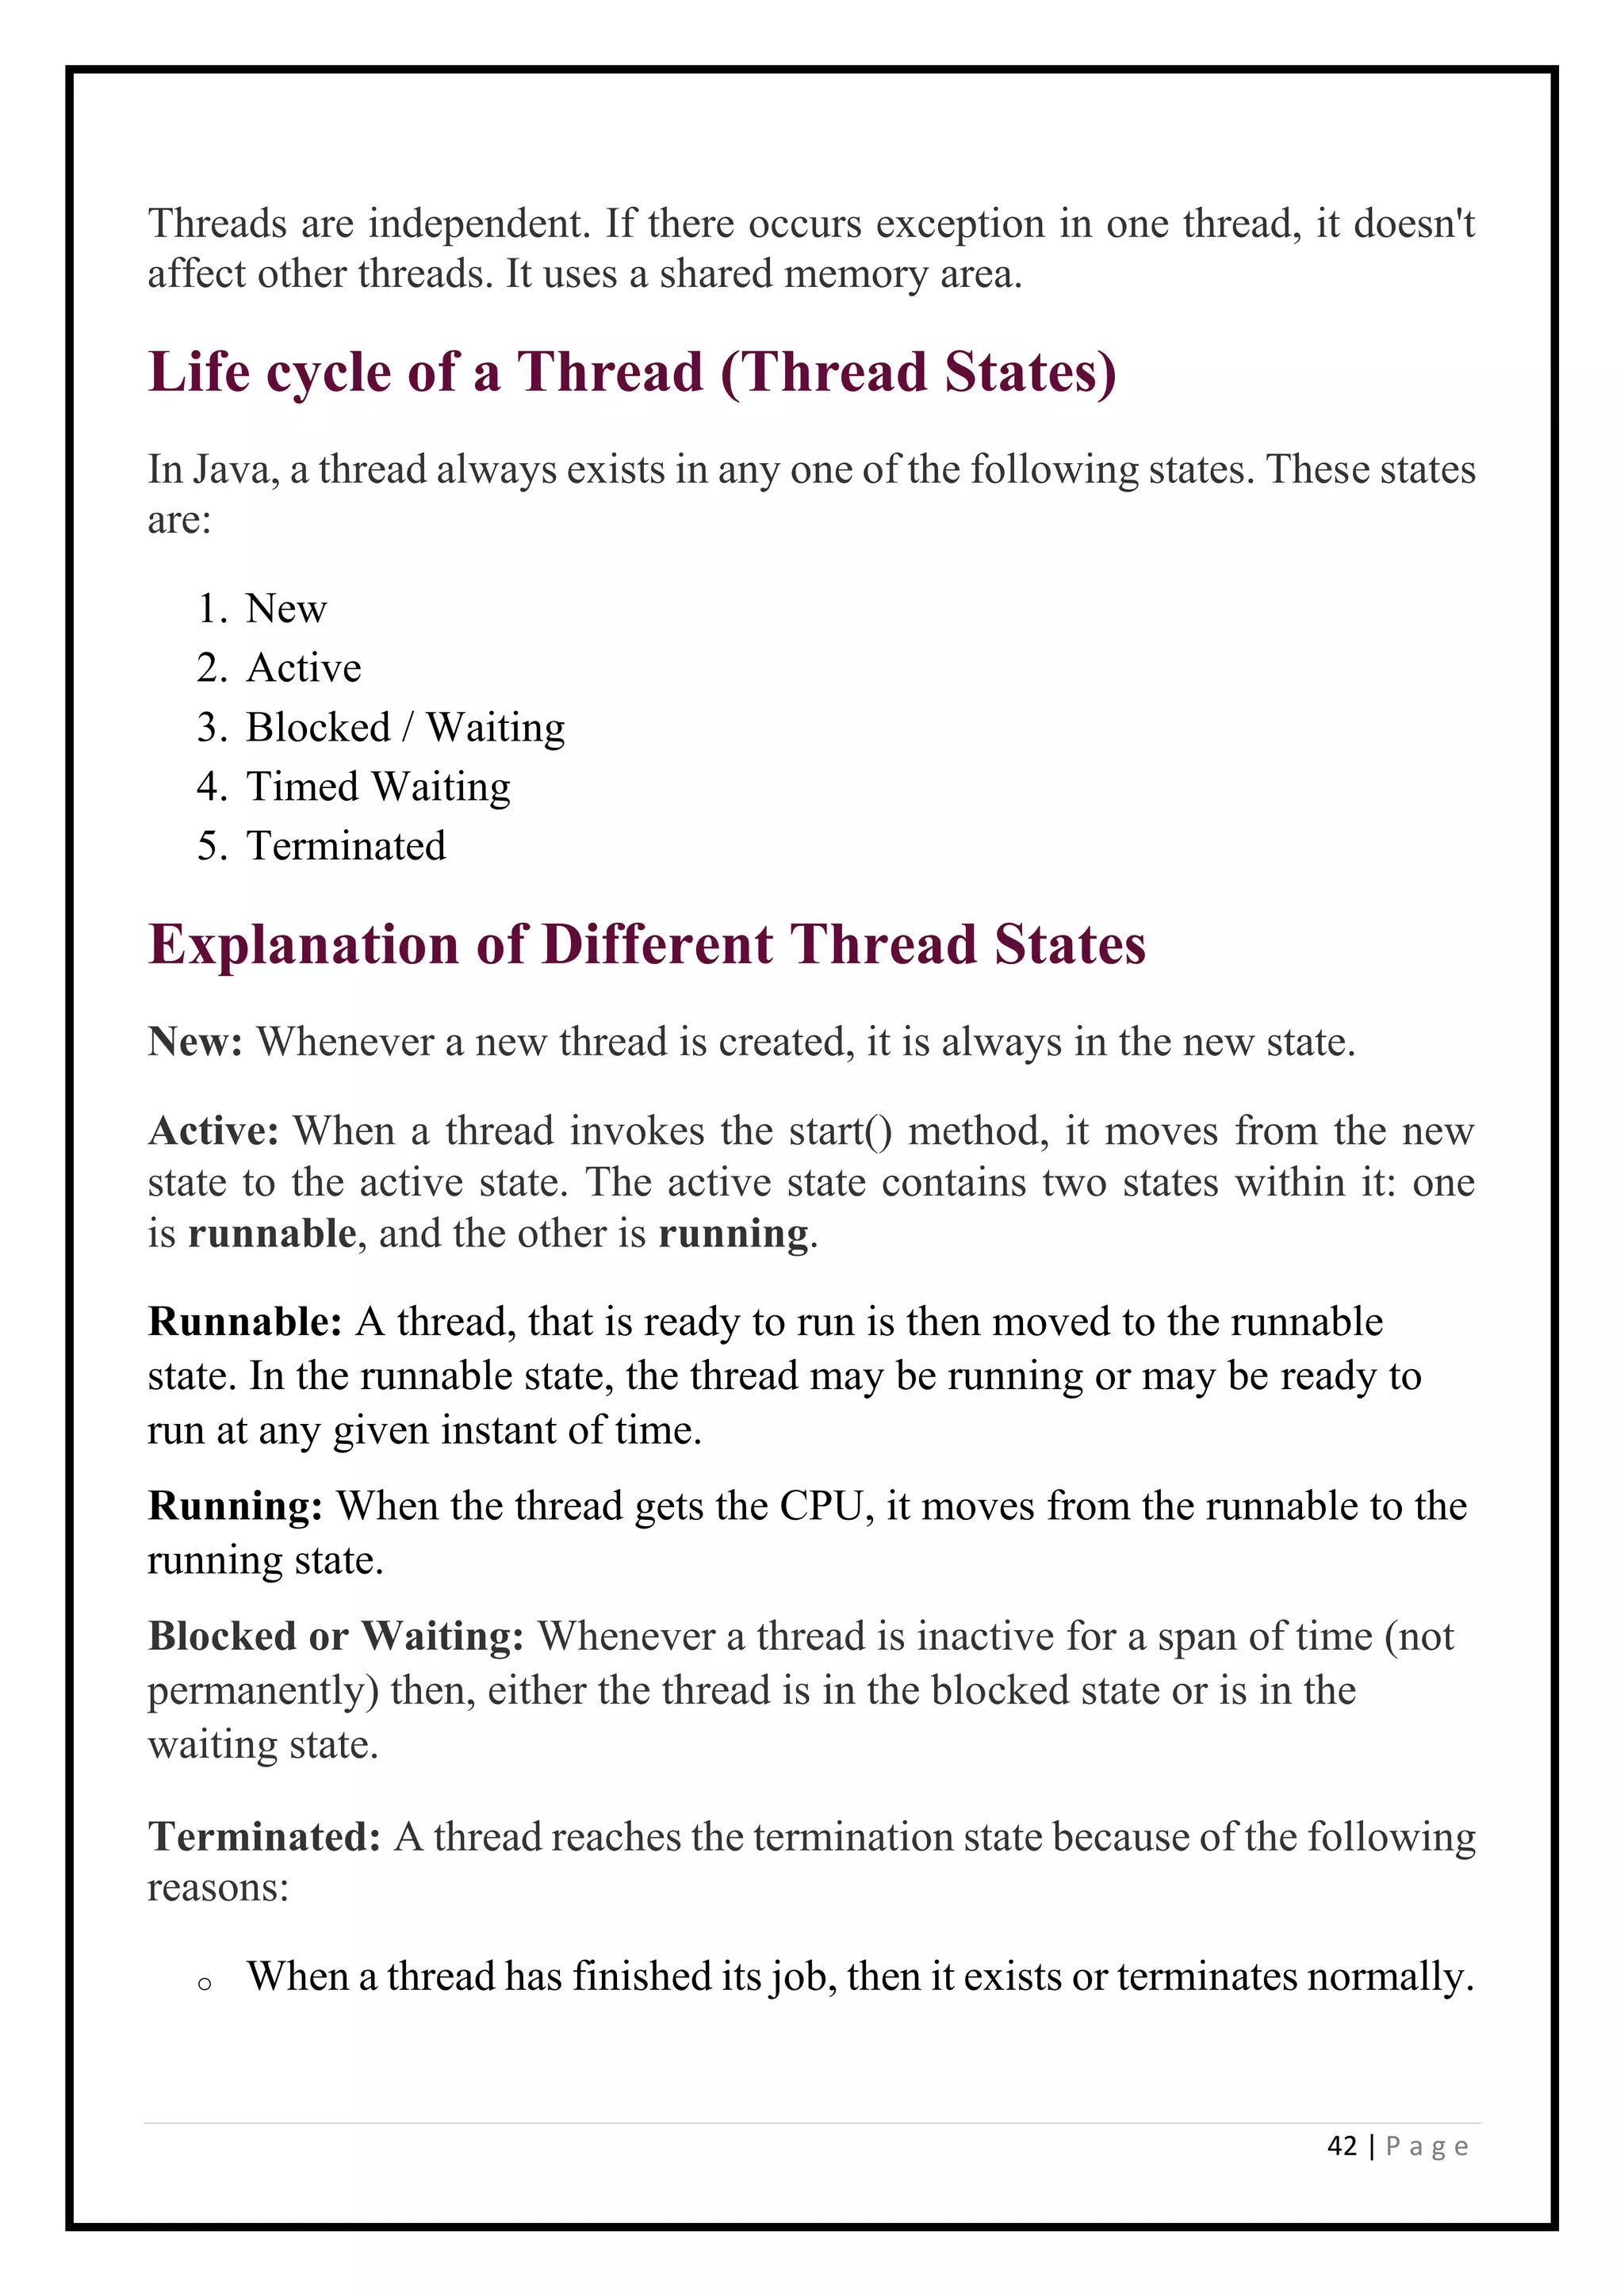 Threads are independent. If there occurs exception in one thread, it doesn't
affect other threads. It uses a shared memory area.
Life cycle of a Thread (Thread States)
In Java, a thread always exists in any one of the following states. These states
are:
1. New
2. Active
3. Blocked / Waiting
4. Timed Waiting
5. Terminated
Explanation of Different Thread States
New: Whenever a new thread is created, it is always in the new state.
Active: When a thread invokes the start() method, it moves from the new
state to the active state. The active state contains two states within it: one
is runnable, and the other is running.
Runnable: A thread, that is ready to run is then moved to the runnable
state. In the runnable state, the thread may be running or may be ready to
run at any given instant of time.
Running: When the thread gets the CPU, it moves from the runnable to the
running state.
Blocked or Waiting: Whenever a thread is inactive for a span of time (not
permanently) then, either the thread is in the blocked state or is in the
waiting state.
Terminated: A thread reaches the termination state because of the following
reasons:
o When a thread has finished its job, then it exists or terminates normally.
42 | P a g e